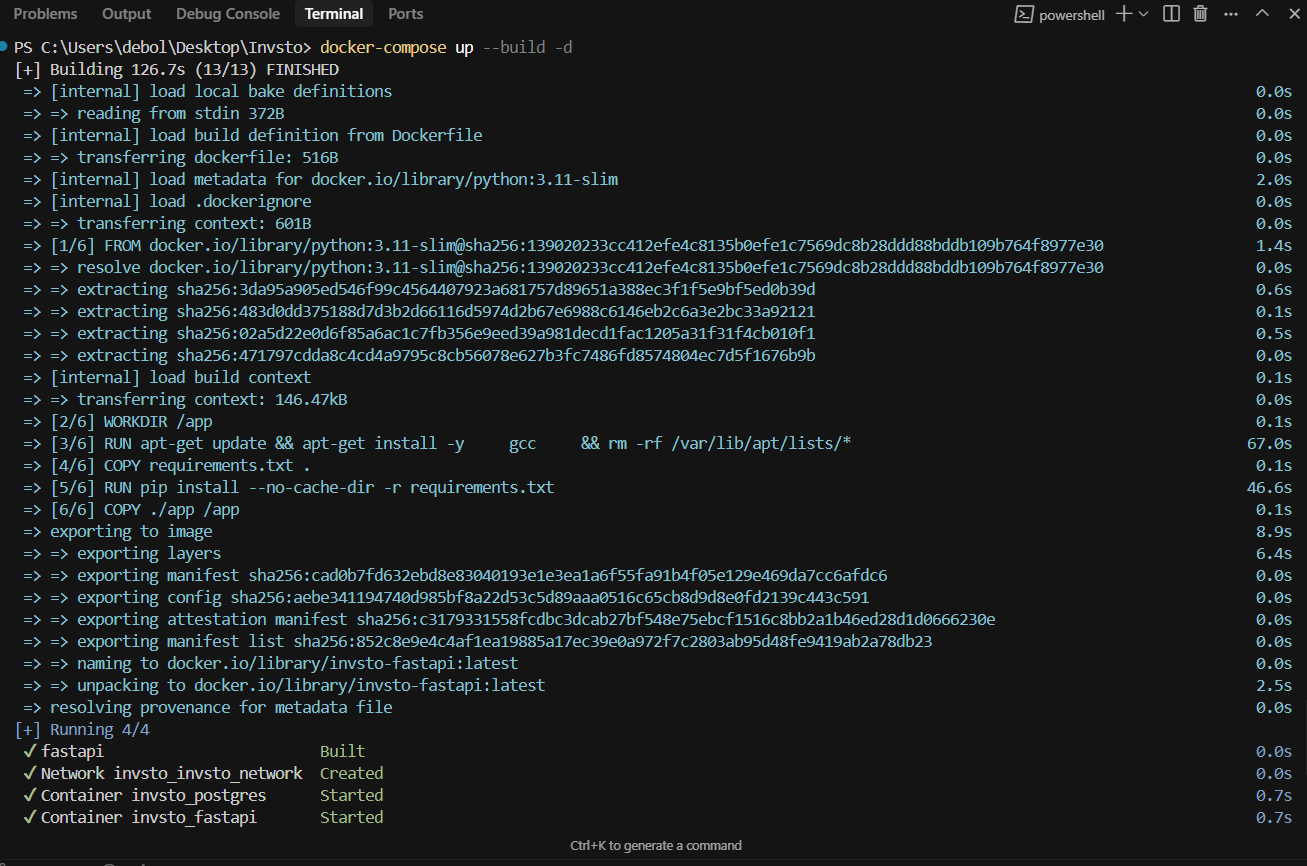 Problems Output Debug Console Terminal Ports powershell
PS C:\Users\debol\Desktop\Invsto> docker-compose up --build -d
[+] Building 126.7s (13/13) FINISHED
=> [internal] load local bake definitions 0.0s
=> => reading from stdin 372B 0.0s
=> [internal] load build definition from Dockerfile 0.0s
=> => transferring dockerfile: 516B 0.0s
=> [internal] load metadata for docker.io/library/python:3.11-slim 2.0s
=> [internal] load .dockerignore 0.0s
=> => transferring context: 601B 0.0s
=> [1/6] FROM docker.io/library/python:3.11-slim@sha256:139020233cc412efe4c8135b0efe1c7569dc8b28ddd88bddb109b764f8977e30 1.4s
=> => resolve docker.io/library/python:3.11-slim@sha256:139020233cc412efe4c8135b0efe1c7569dc8b28ddd88bddb109b764f8977e30 0.0s
=> => extracting sha256:3da95a905ed546f99c4564407923a681757d89651a388ec3f1f5e9bf5ed0b39d 0.6s
=> => extracting sha256:483d0dd375188d7d3b2d66116d5974d2b67e6988c6146eb2c6a3e2bc33a92121 0.1s
=> => extracting sha256:02a5d22e0d6f85a6ac1c7fb356e9eed39a981decd1fac1205a31f31f4cb010f1 0.5s
=> => extracting sha256:471797cdda8c4cd4a9795c8cb56078e627b3fc7486fd8574804ec7d5f1676b9b 0.0s
=> [internal] load build context 0.1s
=> => transferring context: 146.47kB 0.0s
=> [2/6] WORKDIR /app 0.1s
=> [3/6] RUN apt-get update && apt-get install -y     gcc     && rm -rf /var/lib/apt/lists/* 67.0s
=> [4/6] COPY requirements.txt . 0.1s
=> [5/6] RUN pip install --no-cache-dir -r requirements.txt 46.6s
=> [6/6] COPY ./app /app 0.1s
=> exporting to image 8.9s
=> => exporting layers 6.4s
=> => exporting manifest sha256:cad0b7fd632ebd8e83040193e1e3ea1a6f55fa91b4f05e129e469da7cc6afdc6 0.0s
=> => exporting config sha256:aebe341194740d985bf8a22d53c5d89aaa0516c65cb8d9d8e0fd2139c443c591 0.0s
=> => exporting attestation manifest sha256:c3179331558fcdbc3dcab27bf548e75ebcf1516c8bb2a1b46ed28d1d0666230e 0.0s
=> => exporting manifest list sha256:852c8e9e4c4af1ea19885a17ec39e0a972f7c2803ab95d48fe9419ab2a78db23 0.0s
=> => naming to docker.io/library/invsto-fastapi:latest 0.0s
=> => unpacking to docker.io/library/invsto-fastapi:latest 2.5s
=> resolving provenance for metadata file 0.0s
[+] Running 4/4
✓ fastapi Built 0.0s
✓ Network invsto_invsto_network Created 0.0s
✓ Container invsto_postgres Started 0.7s
✓ Container invsto_fastapi Started 0.7s
Ctrl+K to generate a command